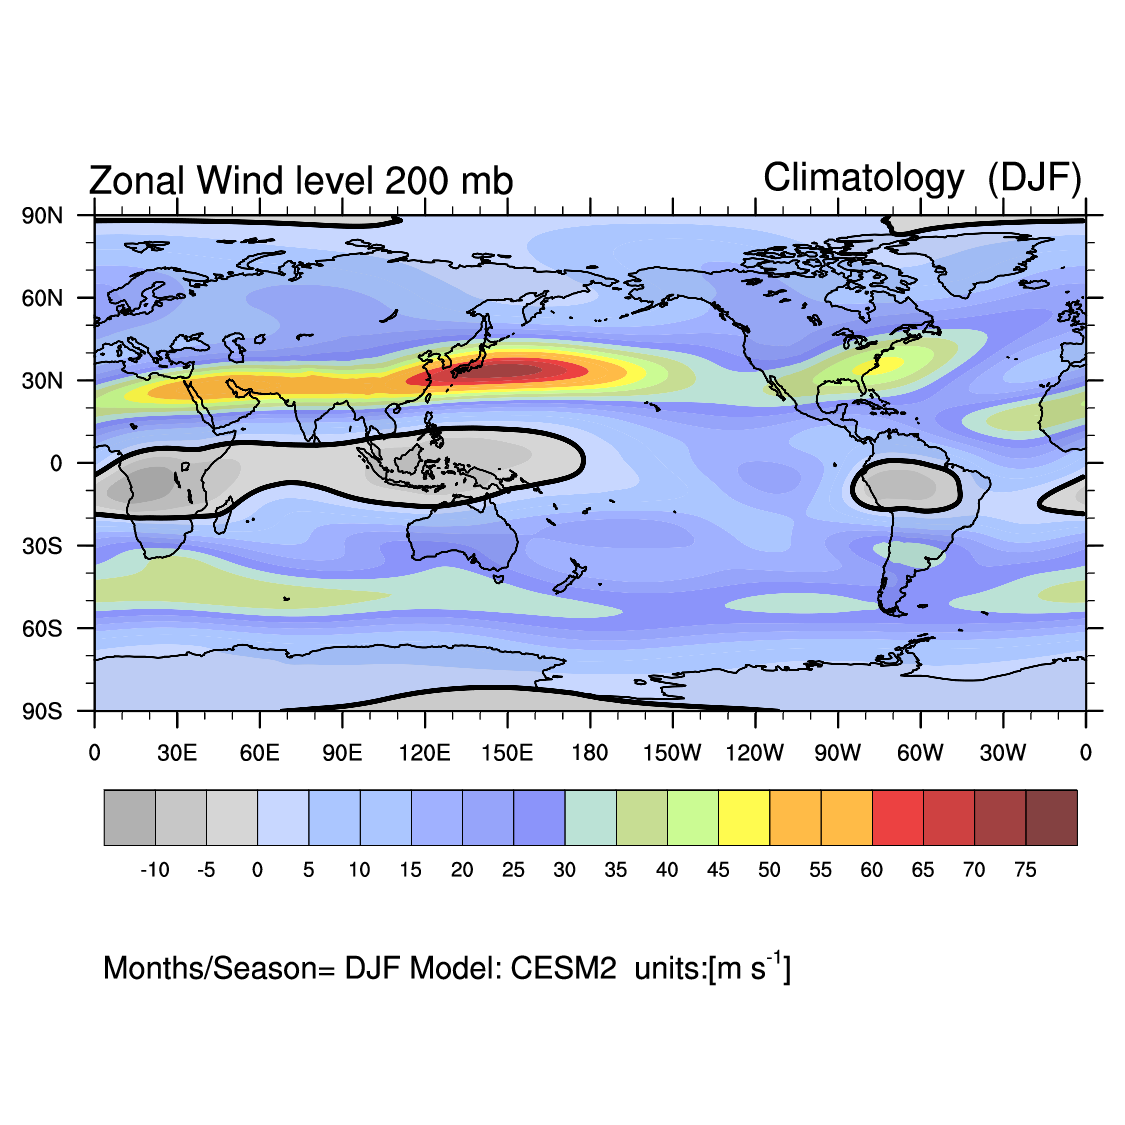 Zonal Wind level 200 mb Climatology (DJF)
90N
60N
30N
0
30S
60S
90S
0 30E 60E 90E 120E 150E 180 150W 120W 90W 60W 30W 0
-10 -5 0 5 10 15 20 25 30 35 40 45 50 55 60 65 70 75
Months/Season= DJF Model: CESM2 units:[m s-1]